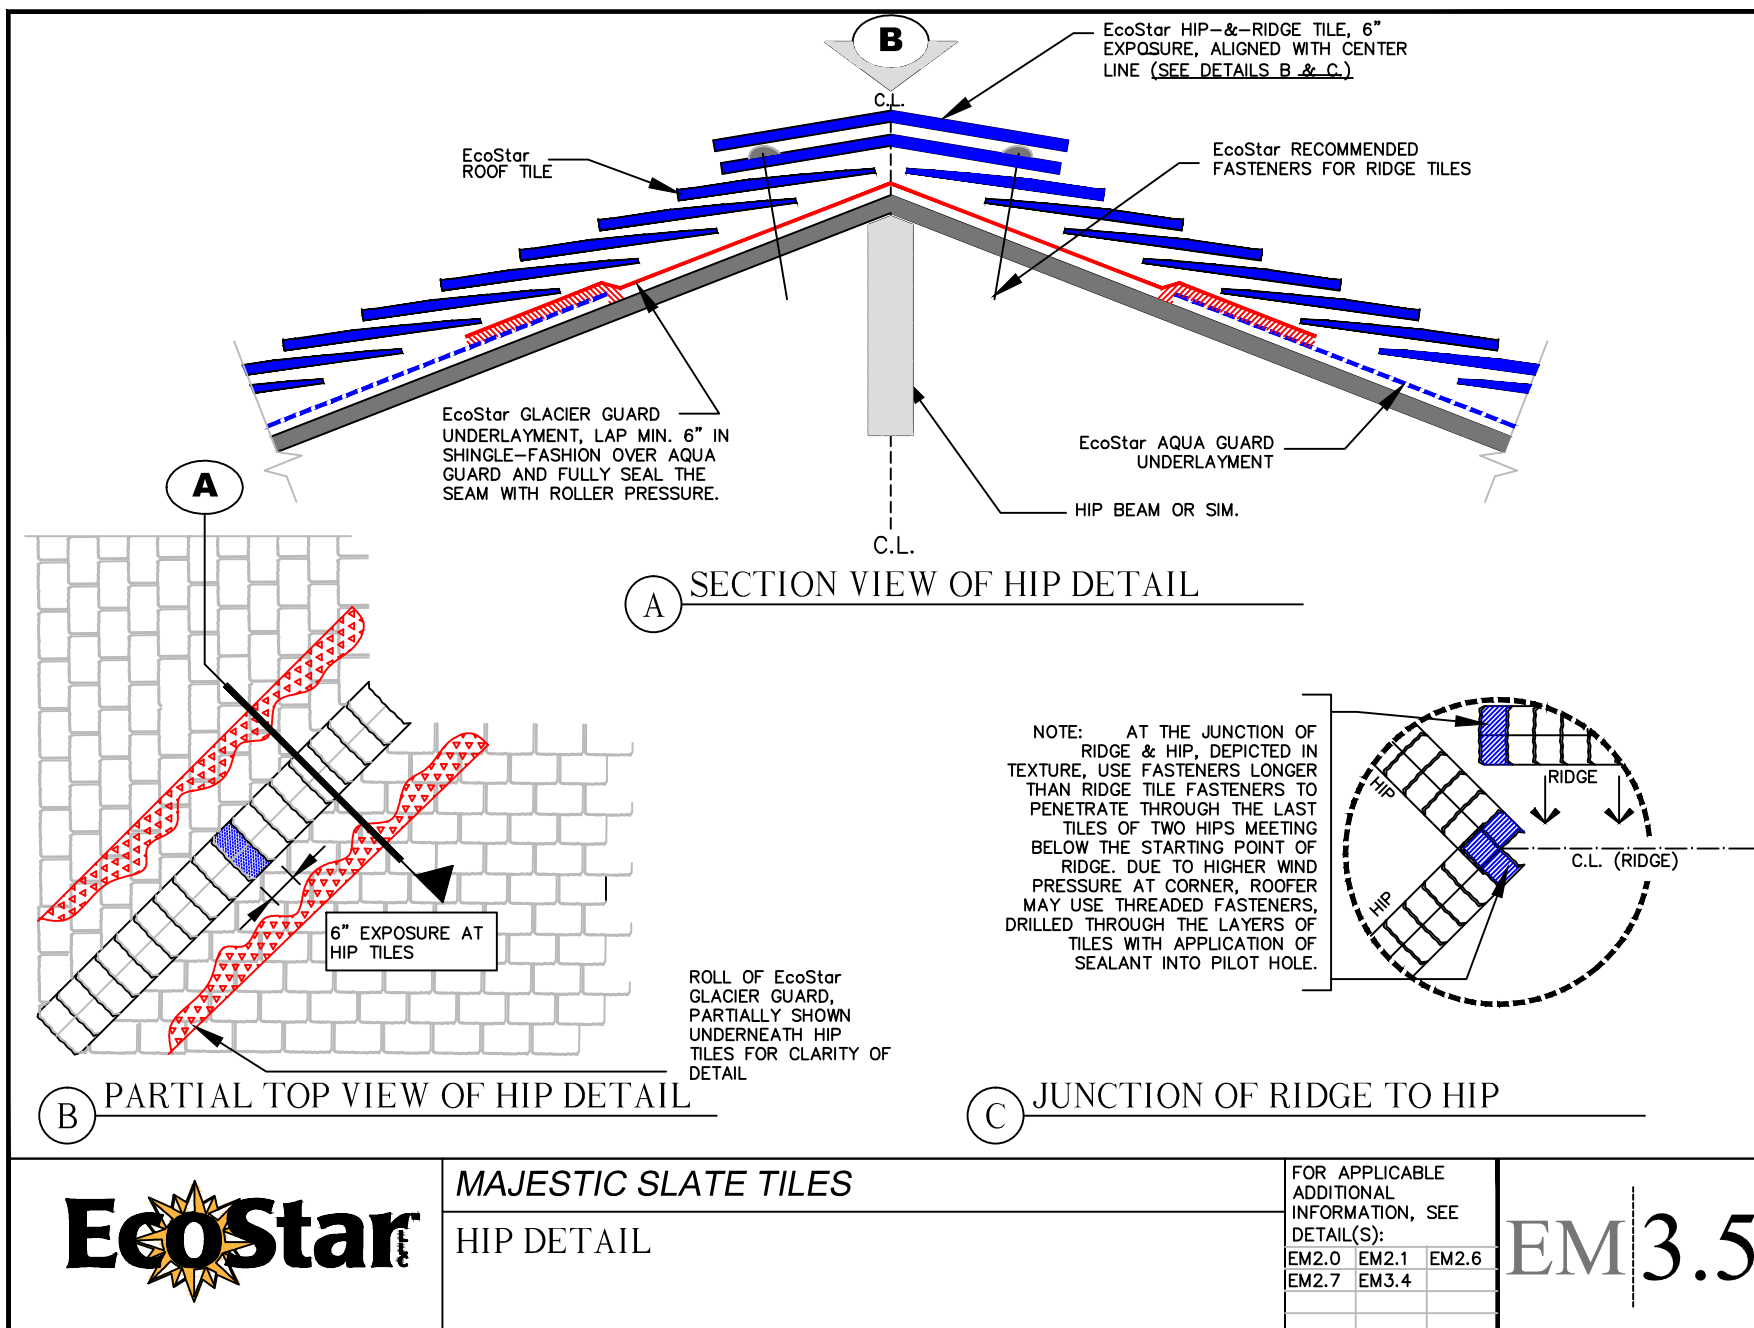 B
C.L.
EcoStar HIP-&-RIDGE TILE, 6"
EXPOSURE, ALIGNED WITH CENTER
LINE (SEE DETAILS B & C.)
EcoStar
ROOF TILE
EcoStar RECOMMENDED
FASTENERS FOR RIDGE TILES
EcoStar GLACIER GUARD
UNDERLAYMENT, LAP MIN. 6" IN
SHINGLE-FASHION OVER AQUA
GUARD AND FULLY SEAL THE
SEAM WITH ROLLER PRESSURE.
EcoStar AQUA GUARD
UNDERLAYMENT
HIP BEAM OR SIM.
C.L.
A SECTION VIEW OF HIP DETAIL
A
6" EXPOSURE AT
HIP TILES
ROLL OF EcoStar
GLACIER GUARD,
PARTIALLY SHOWN
UNDERNEATH HIP
TILES FOR CLARITY OF
DETAIL
B PARTIAL TOP VIEW OF HIP DETAIL
NOTE: AT THE JUNCTION OF
RIDGE & HIP, DEPICTED IN
TEXTURE, USE FASTENERS LONGER
THAN RIDGE TILE FASTENERS TO
PENETRATE THROUGH THE LAST
TILES OF TWO HIPS MEETING
BELOW THE STARTING POINT OF
RIDGE. DUE TO HIGHER WIND
PRESSURE AT CORNER, ROOFER
MAY USE THREADED FASTENERS,
DRILLED THROUGH THE LAYERS OF
TILES WITH APPLICATION OF
SEALANT INTO PILOT HOLE.
RIDGE
HIP
C.L. (RIDGE)
HIP
C JUNCTION OF RIDGE TO HIP
EcoStar LLC
MAJESTIC SLATE TILES
HIP DETAIL
FOR APPLICABLE
ADDITIONAL
INFORMATION, SEE
DETAIL(S):
EM2.0 EM2.1 EM2.6
EM2.7 EM3.4
EM 3.5